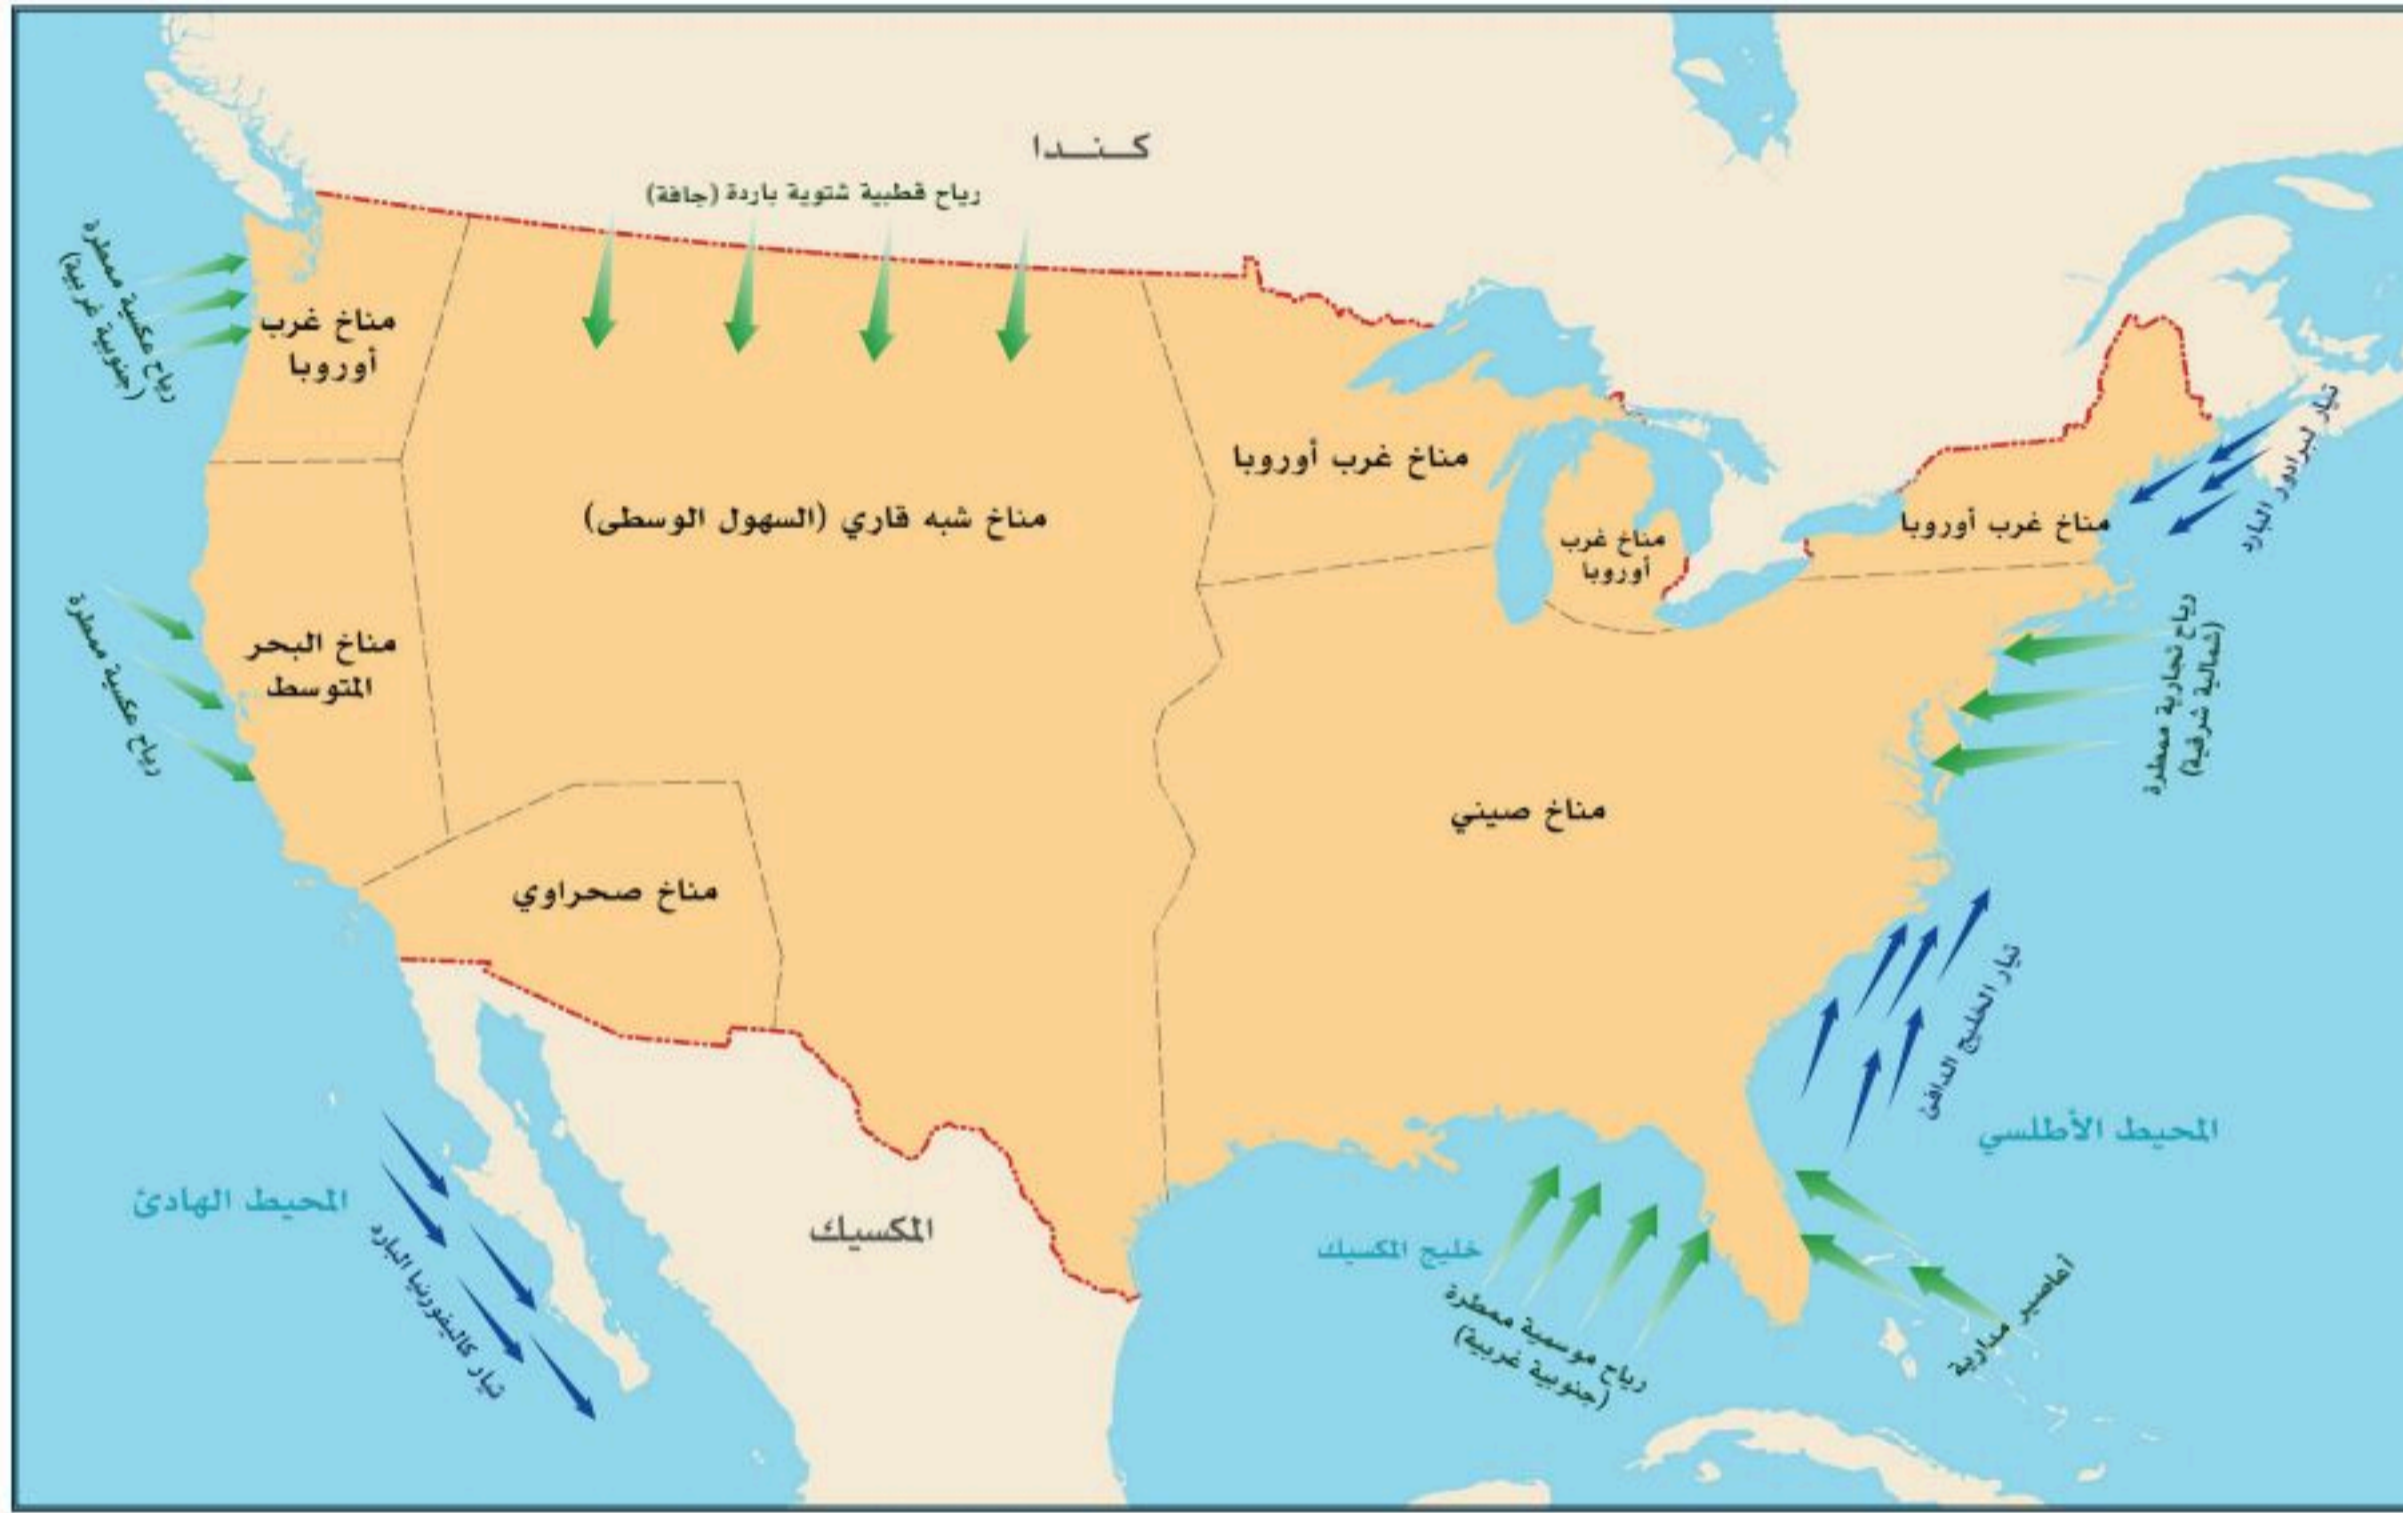 كـنـدا
رياح قطبية شتوية باردة (جافة)
رياح عكسية ممطرة
(جنوبية غربية)
مناخ غرب
أوروبا
مناخ غرب أوروبا
مناخ غرب
أوروبا
مناخ غرب أوروبا
تيار لبرادور البارد
مناخ شبه قاري (السهول الوسطى)
رياح عكسية ممطرة
مناخ البحر
المتوسط
رياح تجارية ممطرة
(شمالية شرقية)
مناخ صيني
مناخ صحراوي
تيار الخليج الدافئ
المحيط الأطلسي
المحيط الهادئ
تيار كاليفورنيا البارد
المكسيك
خليج المكسيك
رياح موسمية ممطرة
(جنوبية غربية)
أعاصير مدارية